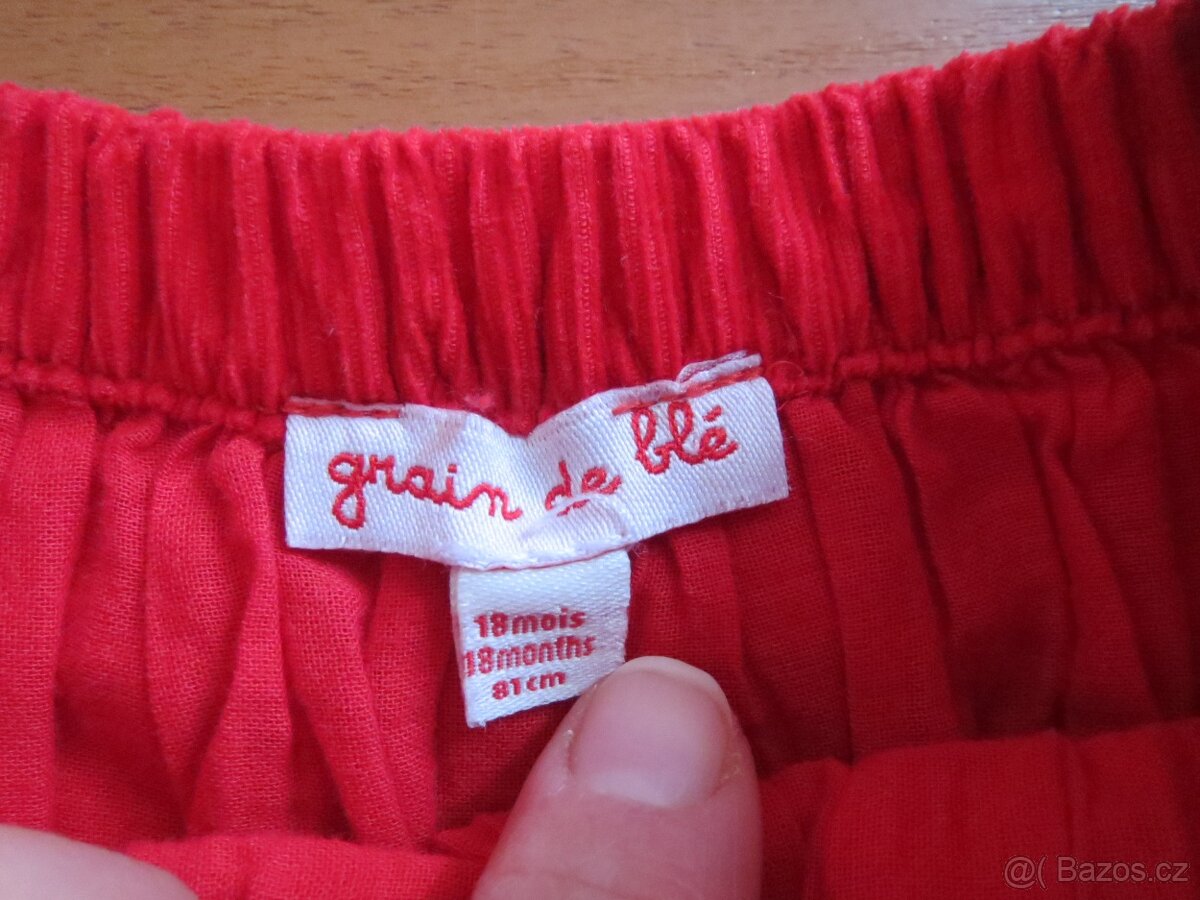 grain de blé
18mois
18months
81cm
@( Bazos.cz